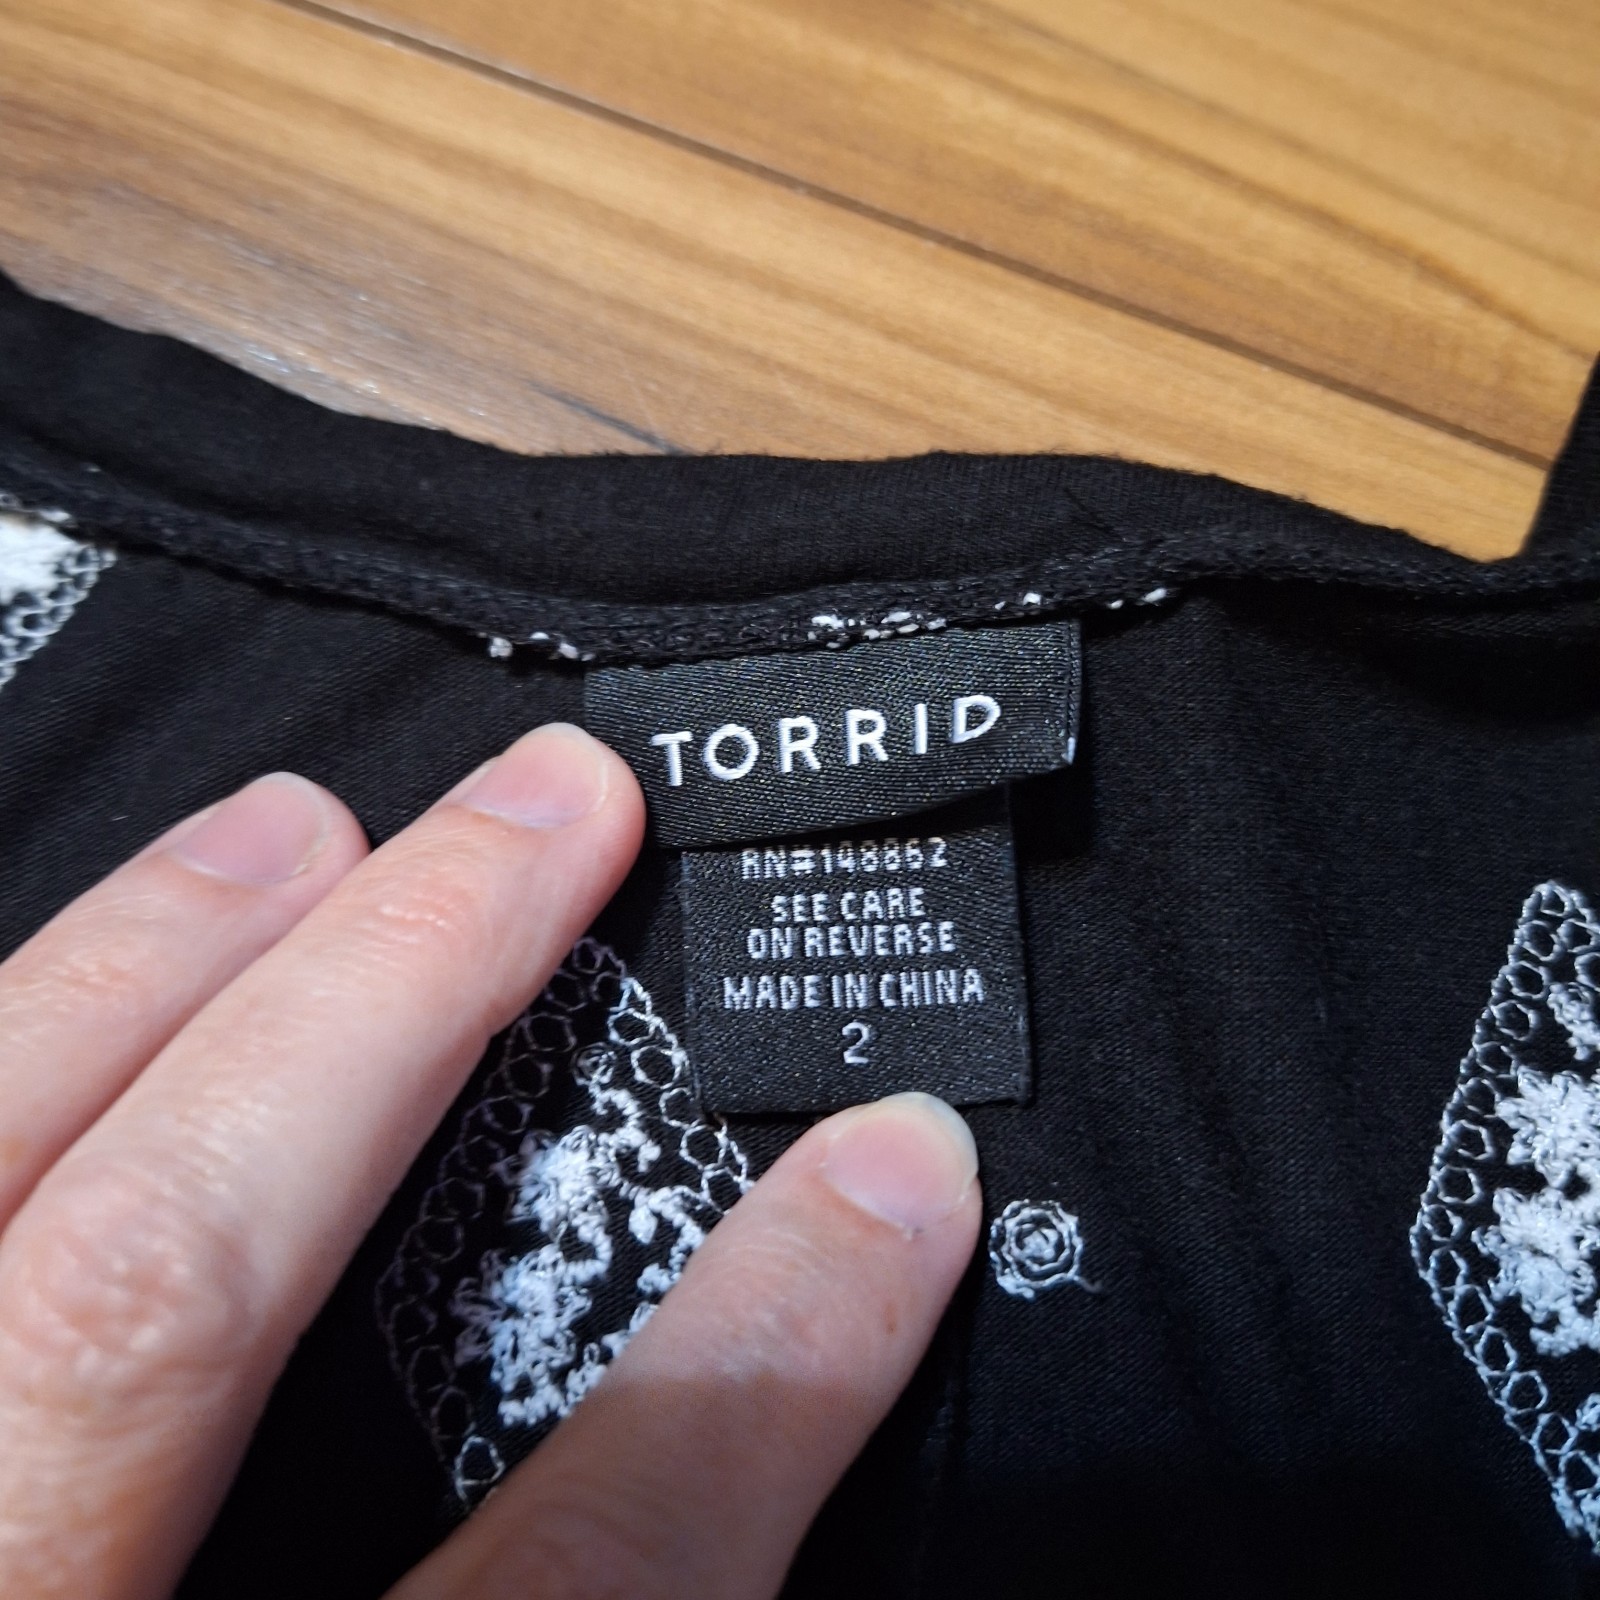 TORRID
RN#148862
SEE CARE
ON REVERSE
MADE IN CHINA
2